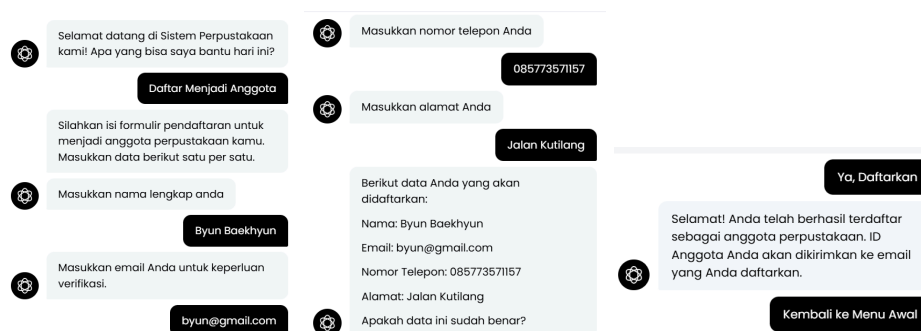 Selamat datang di Sistem Perpustakaan
kami! Apa yang bisa saya bantu hari ini?
Daftar Menjadi Anggota
Silahkan isi formulir pendaftaran untuk
menjadi anggota perpustakaan kamu.
Masukkan data berikut satu per satu.
Masukkan nama lengkap anda
Byun Baekhyun
Masukkan email Anda untuk keperluan
verifikasi.
byun@gmail.com
Masukkan nomor telepon Anda
085773571157
Masukkan alamat Anda
Jalan Kutilang
Berikut data Anda yang akan
didaftarkan:
Nama: Byun Baekhyun
Email: byun@gmail.com
Nomor Telepon: 085773571157
Alamat: Jalan Kutilang
Apakah data ini sudah benar?
Ya, Daftarkan
Selamat! Anda telah berhasil terdaftar
sebagai anggota perpustakaan. ID
Anggota Anda akan dikirimkan ke email
yang Anda daftarkan.
Kembali ke Menu Awal